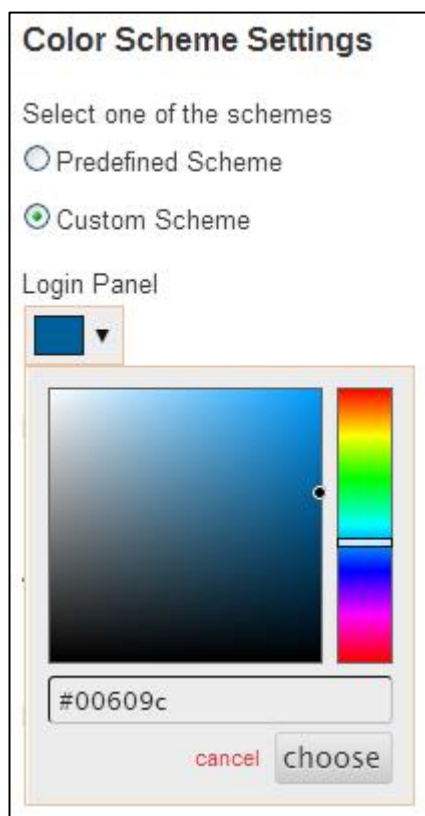 Color Scheme Settings
Select one of the schemes
Predefined Scheme
Custom Scheme
Login Panel
#00609c
cancel choose